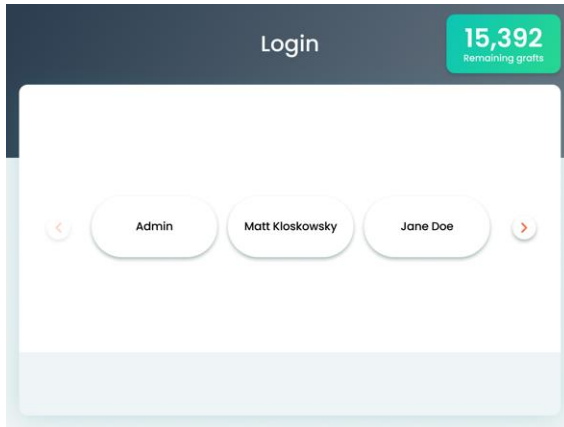 Login
15,392
Remaining grafts
Admin
Matt Kloskowsky
Jane Doe